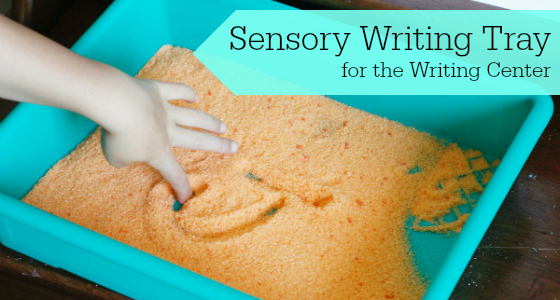 Sensory Writing Tray
for the Writing Center